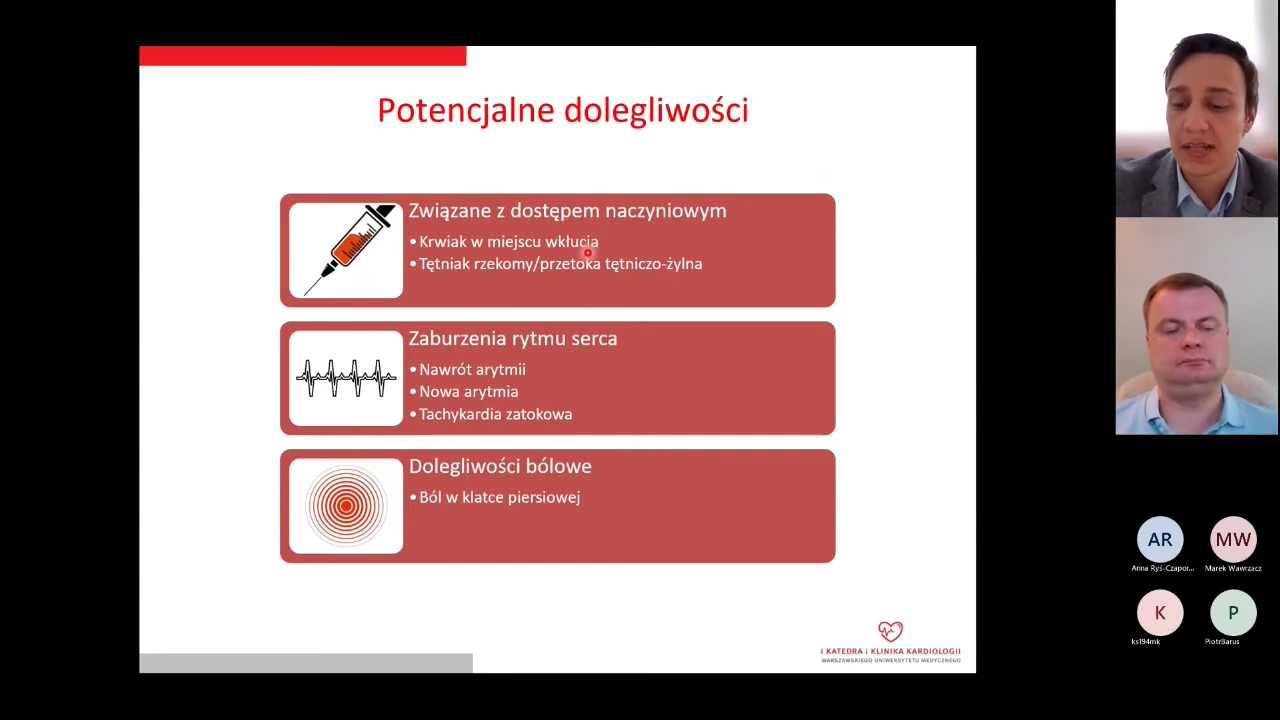 Potencjalne dolegliwości
Związane z dostępem naczyniowym
• Krwiak w miejscu wkłucia
• Tętniak rzekomy/przetoka tętniczo-żylna
Zaburzenia rytmu serca
• Nawrót arytmii
• Nowa arytmia
• Tachykardia zatokowa
Dolegliwości bólowe
• Ból w klatce piersiowej
I KATEDRA i KLINIKA KARDIOLOGII
WARSZAWSKIEGO UNIWERSYTETU MEDYCZNEGO
AR
MW
Anna Ryś-Czapor...
Marek Wawrzacz
K
P
ks194mk
PiotrBarus